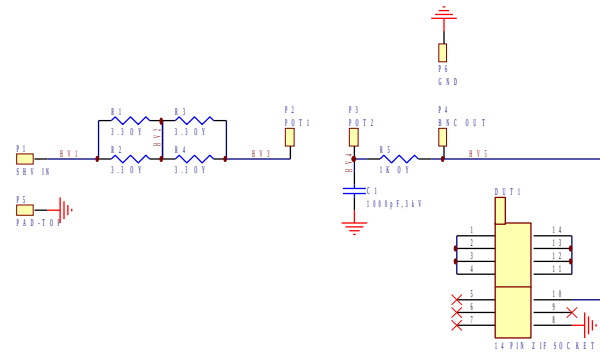 P6
GND
R1
3.3OY
R3
3.3OY
P2
POT1
P3
POT2
P4
BNC OUT
HV2
P1
SHV IN
HV1
R2
3.3OY
R4
3.3OY
HV3
HV4
R5
1K OY
HV5
C1
1000pF,3kV
P5
PAD-TOP
DUT1
1
14
2
13
3
12
4
11
5
10
6
9
7
8
14 PIN ZIF SOCKET